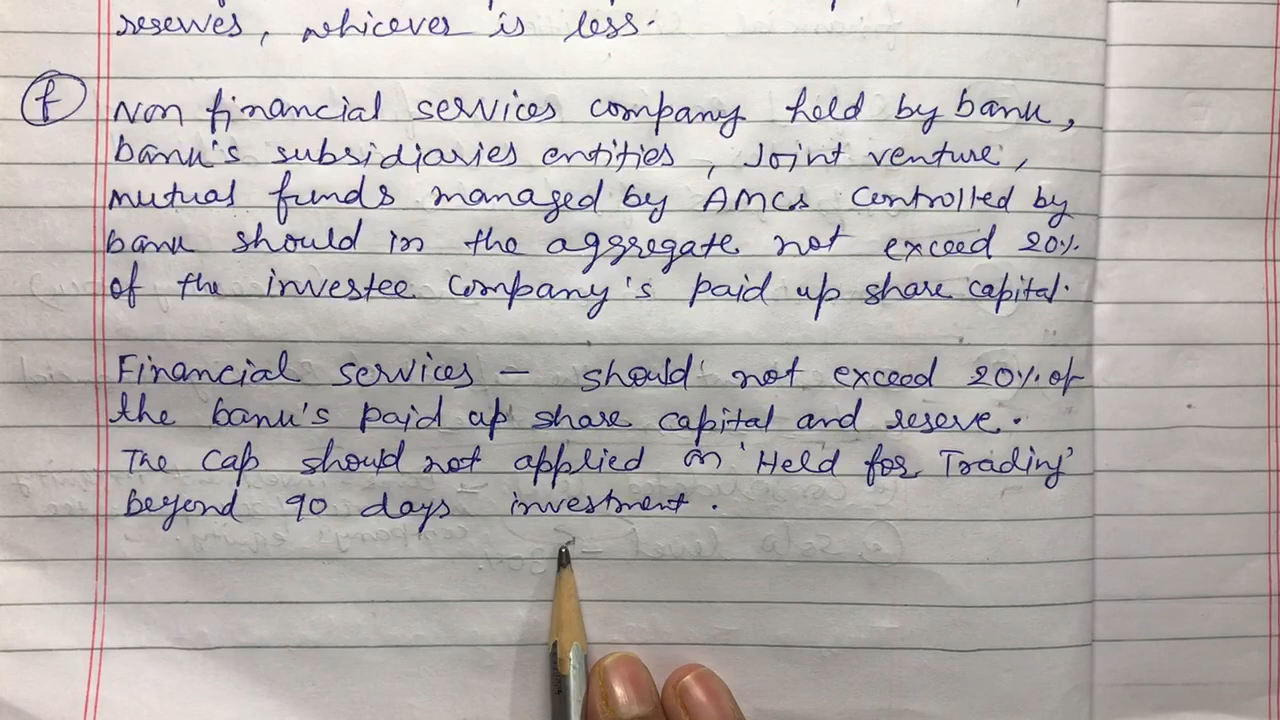 reserves, whicever is less.
(f) Non financial services company held by bank,
bank's subsidiaries entities, Joint venture,
mutual funds managed by AMCs controlled by
bank should in the aggregate not exceed 20%
of the investee company's paid up share capital.
Financial services – should not exceed 20% of
the bank's paid up share capital and reserve.
The cap should not applied on 'Held for Trading'
beyond 90 days investment.